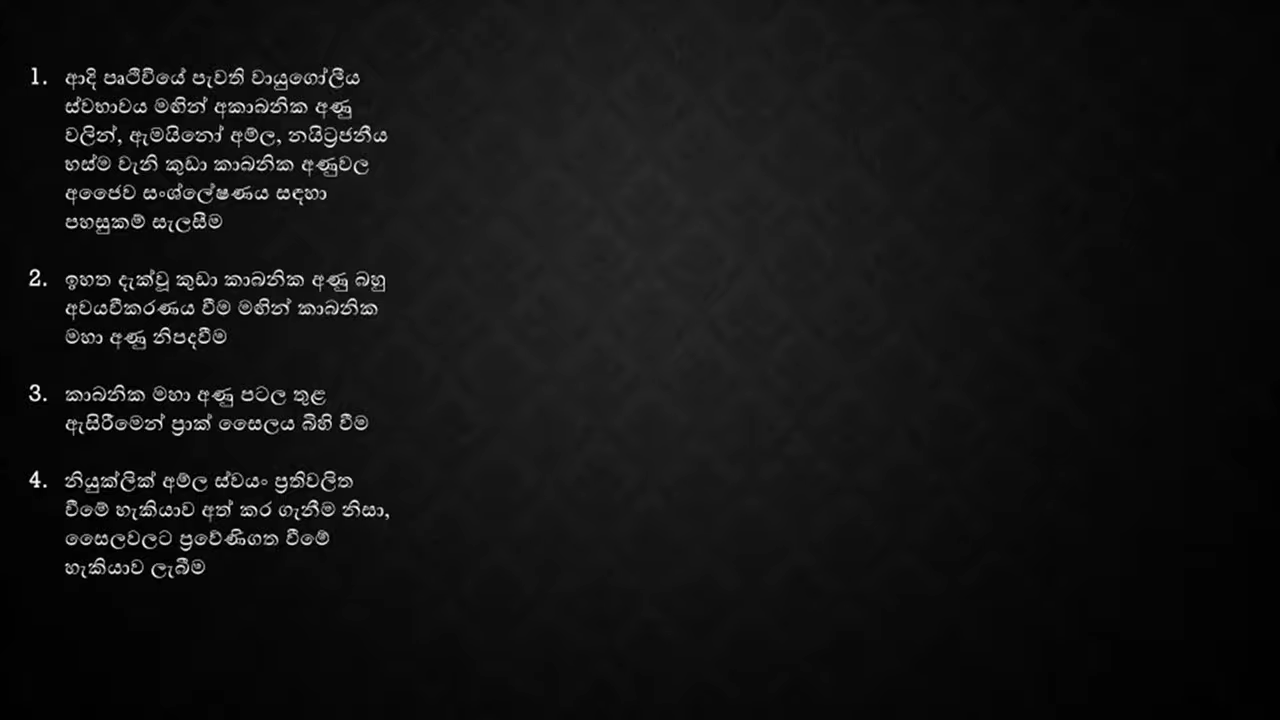 1. ආදි පෘථිවියේ පැවති වායුගෝලීය
ස්වභාවය මඟින් අකාබනික අණු
වලින්, ඇමයිනෝ අම්ල, නයිට්‍රජනීය
භස්ම වැනි කුඩා කාබනික අණුවල
අජෛව සංශ්ලේෂණය සඳහා
පහසුකම් සැලසීම
2. ඉහත දැක්වූ කුඩා කාබනික අණු බහු
අවයවීකරණය වීම මඟින් කාබනික
මහා අණු නිපදවීම
3. කාබනික මහා අණු පටල තුළ
ඇසිරීමෙන් ප්‍රාක් සෛලය බිහි වීම
4. නියුක්ලික් අම්ල ස්වයං ප්‍රතිවලිත
වීමේ හැකියාව අත් කර ගැනීම නිසා,
සෛලවලට ප්‍රවේණිගත වීමේ
හැකියාව ලැබීම